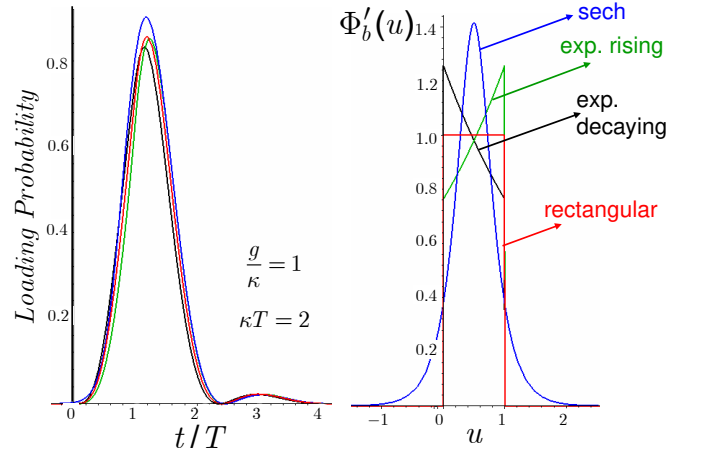 Loading Probability
0.8
0.6
0.4
0.2
0
1
2
3
4
t/T
g/κ = 1
κT = 2
Φ′_b(u)
1.4
1.2
1.0
0.8
0.6
0.4
0.2
−1
0
1
2
u
sech
exp. rising
exp.
decaying
rectangular